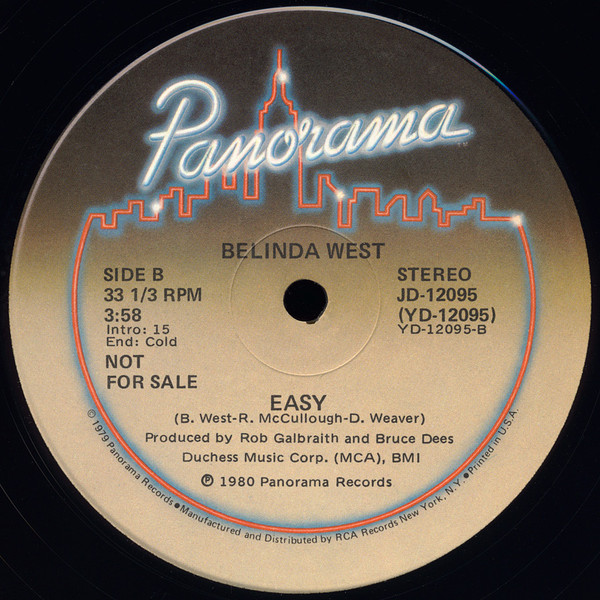 Panorama
TM
BELINDA WEST
SIDE B
33 1/3 RPM
3:58
Intro: 15
End: Cold
NOT
FOR SALE
STEREO
JD-12095
(YD-12095)
YD-12095-B
EASY
(B. West-R. McCullough-D. Weaver)
Produced by Rob Galbraith and Bruce Dees
Duchess Music Corp. (MCA), BMI
℗ 1980 Panorama Records
© 1979 Panorama Records • Manufactured and Distributed by RCA Records New York, N.Y. • Printed in U.S.A.